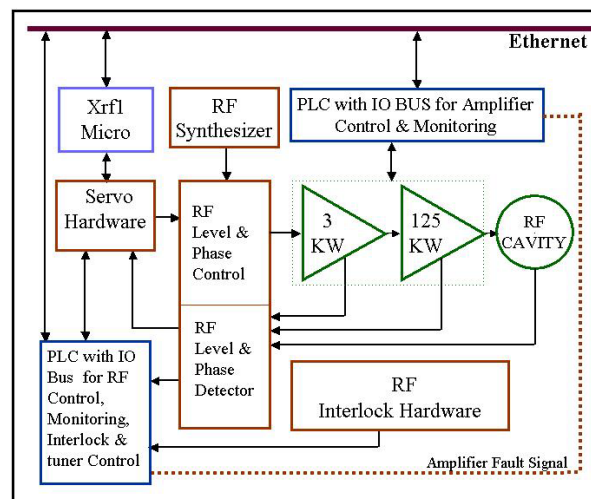 Ethernet
Xrf1
Micro
RF
Synthesizer
PLC with IO BUS for Amplifier
Control & Monitoring
Servo
Hardware
RF
Level &
Phase
Control
3
KW
125
KW
RF
CAVITY
RF
Level &
Phase
Detector
PLC with IO
Bus for RF
Control,
Monitoring,
Interlock &
tuner Control
RF
Interlock Hardware
Amplifier Fault Signal